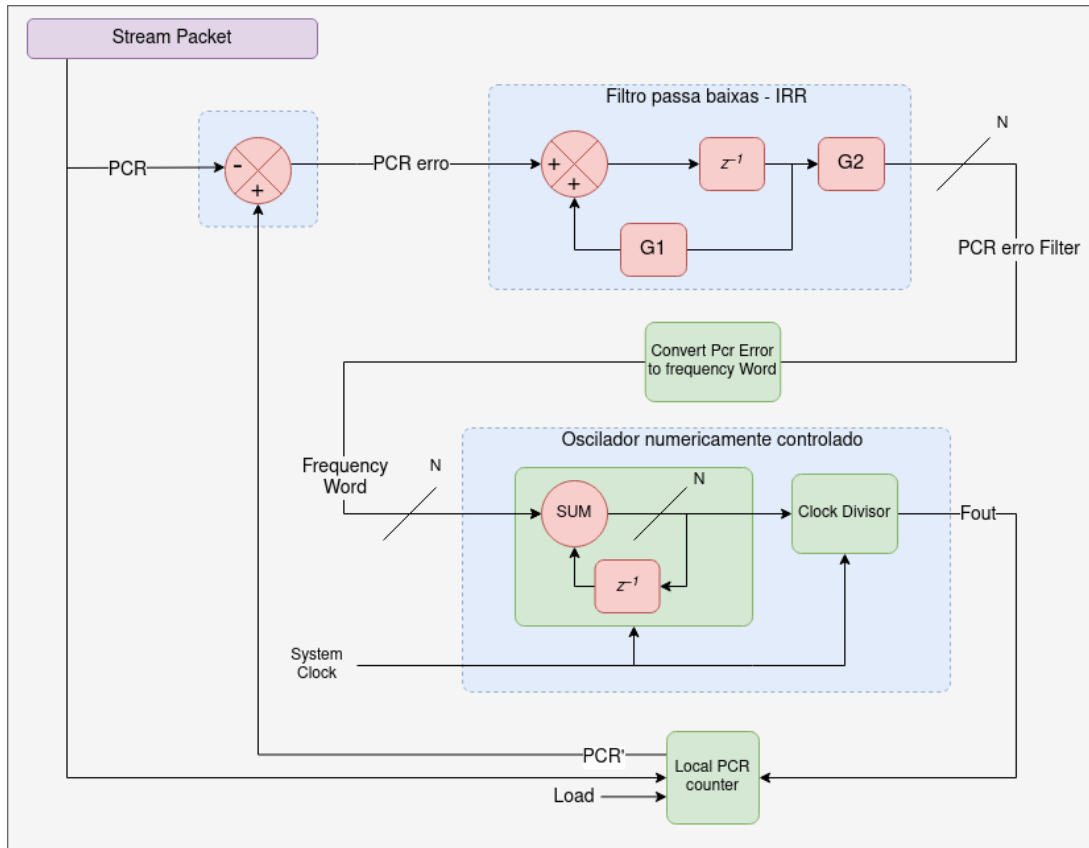 Stream Packet
Filtro passa baixas - IRR
N
PCR
-
+
PCR erro
+
+
z⁻¹
G2
G1
PCR erro Filter
Convert Pcr Error
to frequency Word
Oscilador numericamente controlado
Frequency
Word
N
SUM
N
Clock Divisor
Fout
z⁻¹
System
Clock
PCR'
Local PCR
counter
Load